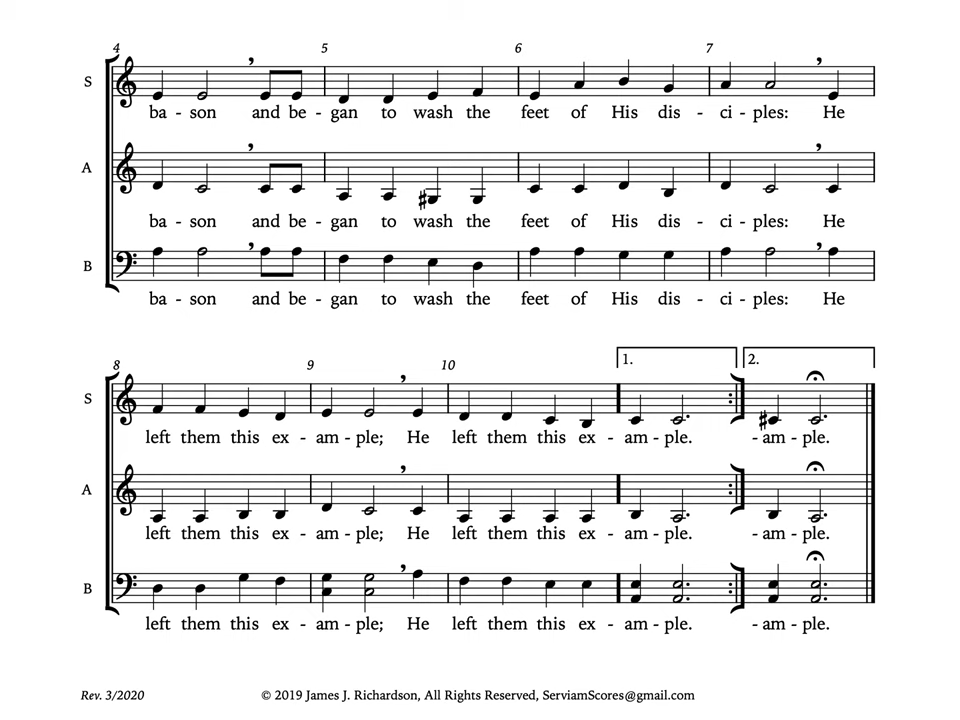 4 5 6 7
S
ba - son and be - gan to wash the feet of His dis - ci - ples: He
A
ba - son and be - gan to wash the feet of His dis - ci - ples: He
B
ba - son and be - gan to wash the feet of His dis - ci - ples: He
8 9 10 1. 2.
S
left them this ex - am - ple; He left them this ex - am - ple. - am - ple.
A
left them this ex - am - ple; He left them this ex - am - ple. - am - ple.
B
left them this ex - am - ple; He left them this ex - am - ple. - am - ple.
Rev. 3/2020 © 2019 James J. Richardson, All Rights Reserved, ServiamScores@gmail.com